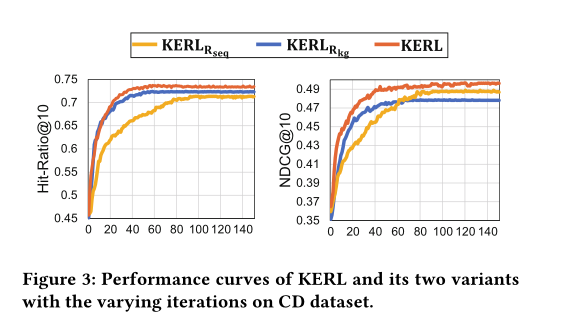 KERL_Rseq KERL_Rkg KERL
Hit-Ratio@10
0.75
0.7
0.65
0.6
0.55
0.5
0.45
0 20 40 60 80 100 120 140
NDCG@10
0.49
0.47
0.45
0.43
0.41
0.39
0.37
0.35
0 20 40 60 80 100 120 140
Figure 3: Performance curves of KERL and its two variants
with the varying iterations on CD dataset.